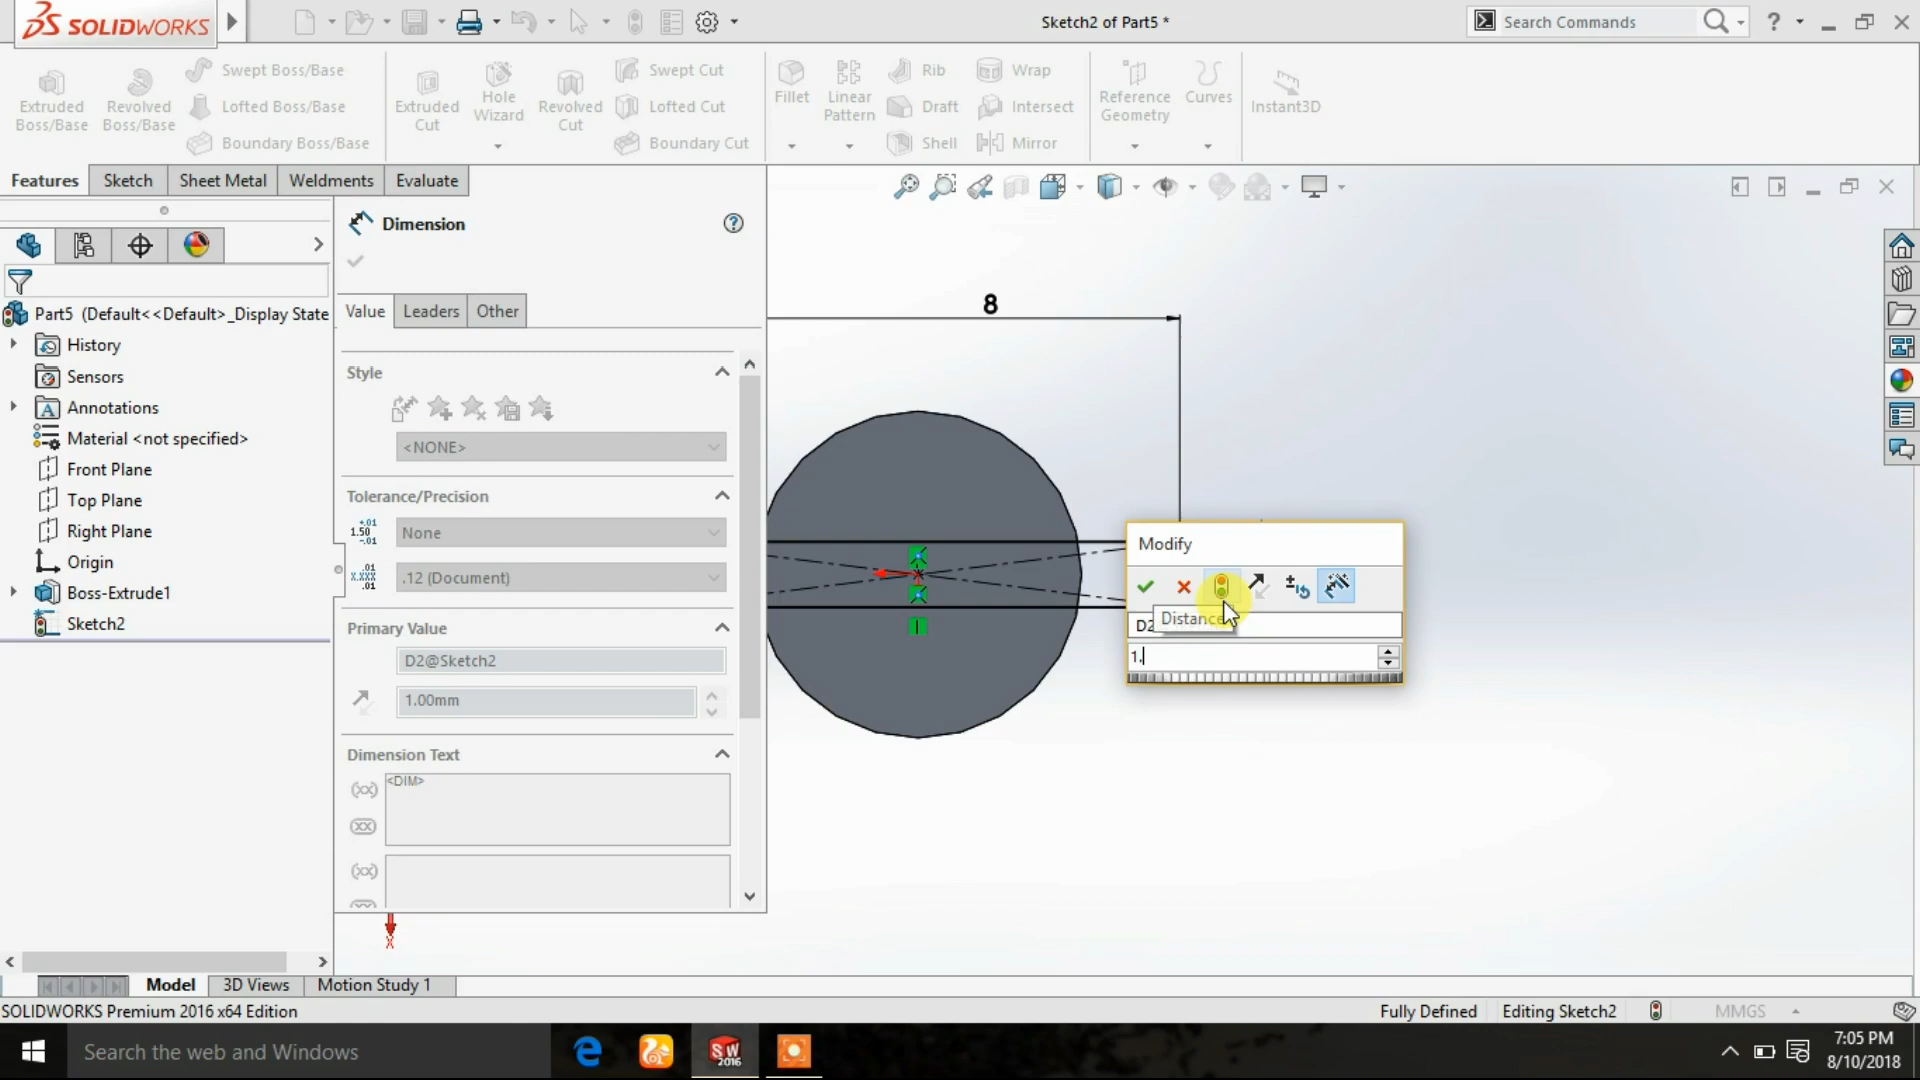 SOLIDWORKS
Sketch2 of Part5 *
Search Commands
?
Extruded Boss/Base
Revolved Boss/Base
Swept Boss/Base
Lofted Boss/Base
Boundary Boss/Base
Extruded Cut
Hole Wizard
Revolved Cut
Swept Cut
Lofted Cut
Boundary Cut
Fillet
Linear Pattern
Rib
Draft
Shell
Wrap
Intersect
Mirror
Reference Geometry
Curves
Instant3D
Features
Sketch
Sheet Metal
Weldments
Evaluate
Part5 (Default<<Default>_Display State
History
Sensors
Annotations
Material <not specified>
Front Plane
Top Plane
Right Plane
Origin
Boss-Extrude1
Sketch2
Dimension
?
Value
Leaders
Other
Style
<NONE>
Tolerance/Precision
None
.12 (Document)
Primary Value
D2@Sketch2
1.00mm
Dimension Text
<DIM>
8
Modify
Distance
D2
1.
X
Model
3D Views
Motion Study 1
SOLIDWORKS Premium 2016 x64 Edition
Fully Defined
Editing Sketch2
MMGS
Search the web and Windows
SW
2016
7:05 PM
8/10/2018